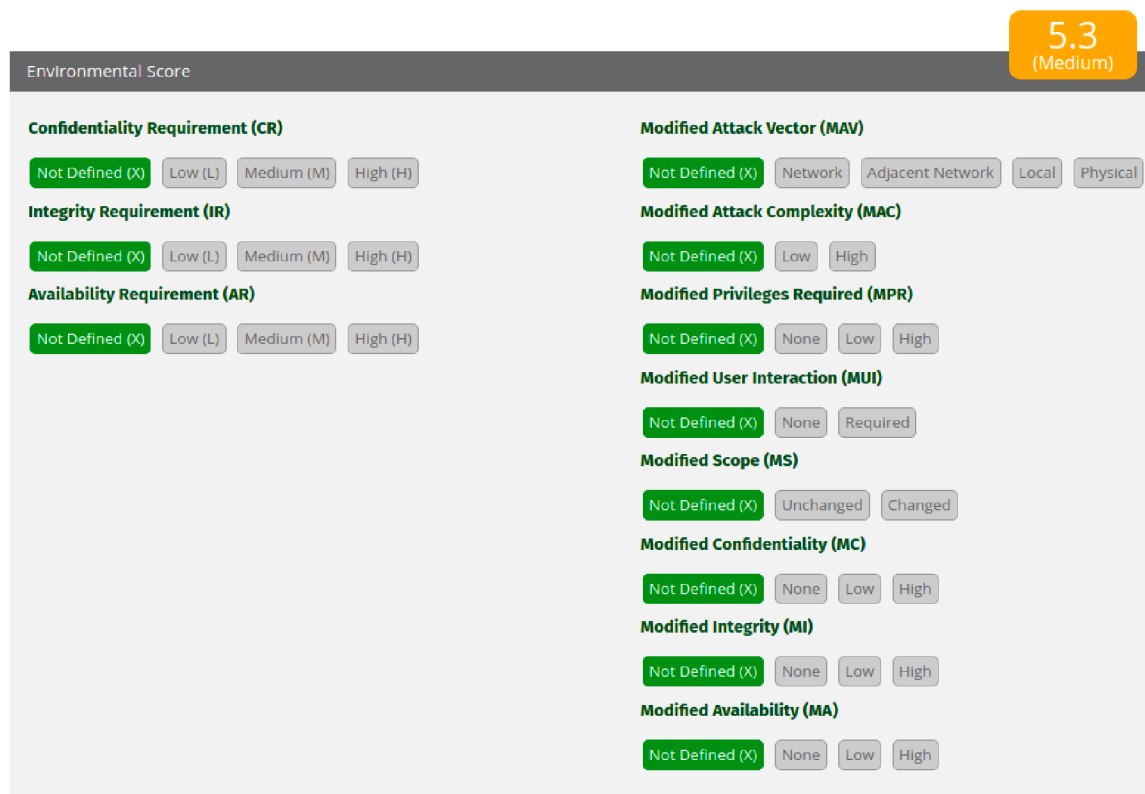 5.3
(Medium)
Environmental Score
Confidentiality Requirement (CR)
Not Defined (X) Low (L) Medium (M) High (H)
Integrity Requirement (IR)
Not Defined (X) Low (L) Medium (M) High (H)
Availability Requirement (AR)
Not Defined (X) Low (L) Medium (M) High (H)
Modified Attack Vector (MAV)
Not Defined (X) Network Adjacent Network Local Physical
Modified Attack Complexity (MAC)
Not Defined (X) Low High
Modified Privileges Required (MPR)
Not Defined (X) None Low High
Modified User Interaction (MUI)
Not Defined (X) None Required
Modified Scope (MS)
Not Defined (X) Unchanged Changed
Modified Confidentiality (MC)
Not Defined (X) None Low High
Modified Integrity (MI)
Not Defined (X) None Low High
Modified Availability (MA)
Not Defined (X) None Low High